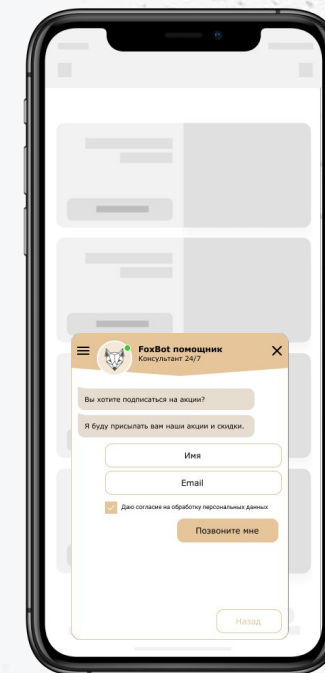 FoxBot помощник
Консультант 24/7
Вы хотите подписаться на акции?
Я буду присылать вам наши акции и скидки.
Имя
Email
Даю согласие на обработку персональных данных
Позвоните мне
Назад